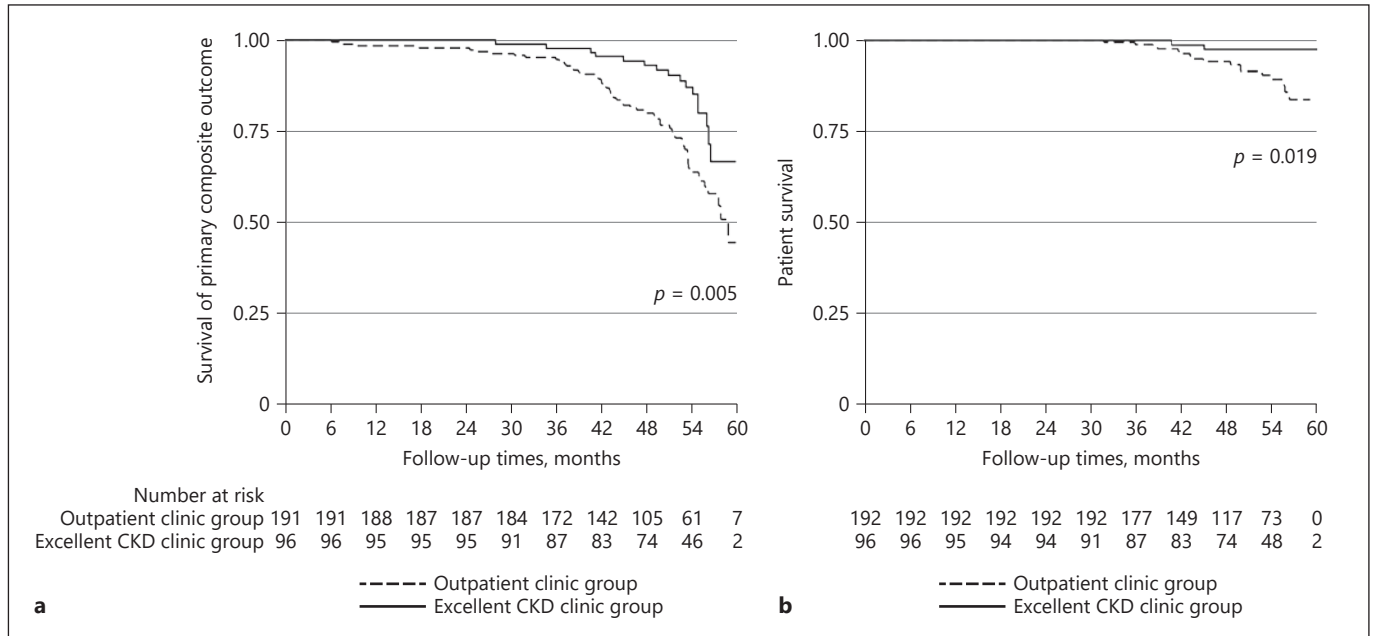 Survival of primary composite outcome
1.00
0.75
0.50
0.25
0
p = 0.005
0 6 12 18 24 30 36 42 48 54 60
Follow-up times, months
Patient survival
1.00
0.75
0.50
0.25
0
p = 0.019
0 6 12 18 24 30 36 42 48 54 60
Follow-up times, months
Number at risk
Outpatient clinic group 191 191 188 187 187 184 172 142 105 61 7
Excellent CKD clinic group 96 96 95 95 95 91 87 83 74 46 2
192 192 192 192 192 192 177 149 117 73 0
96 96 95 94 94 91 87 83 74 48 2
a
Outpatient clinic group
Excellent CKD clinic group
b
Outpatient clinic group
Excellent CKD clinic group